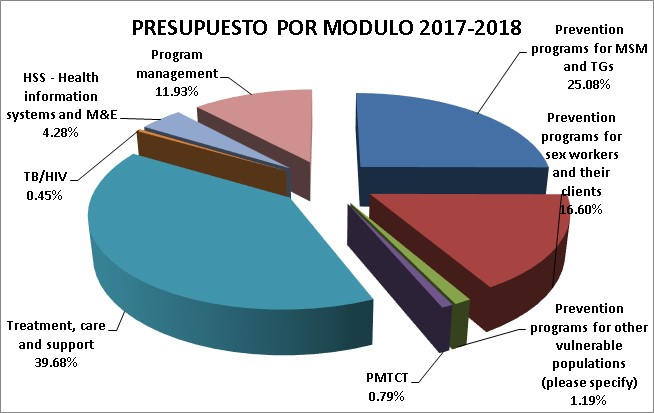 PRESUPUESTO POR MODULO 2017-2018
Prevention
programs for MSM
and TGs
25.08%
Prevention
programs for
sex workers
and their
clients
16.60%
Prevention
programs for other
vulnerable
populations
(please specify)
1.19%
PMTCT
0.79%
Treatment, care
and support
39.68%
TB/HIV
0.45%
HSS - Health
information
systems and M&E
4.28%
Program
management
11.93%